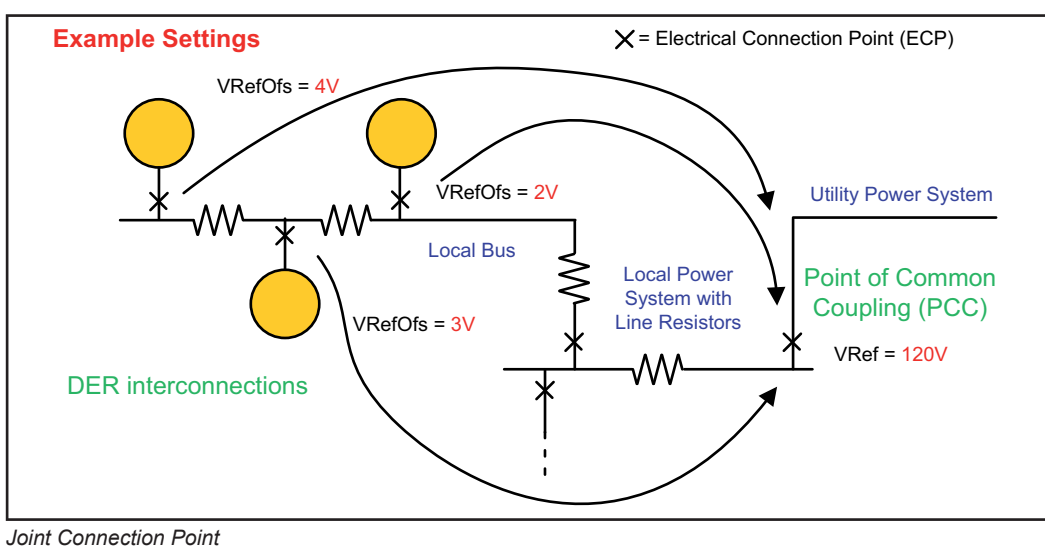 Example Settings
= Electrical Connection Point (ECP)
VRefOfs = 4V
VRefOfs = 2V
Utility Power System
Local Bus
Local Power
System with
Line Resistors
Point of Common
Coupling (PCC)
VRefOfs = 3V
VRef = 120V
DER interconnections
Joint Connection Point